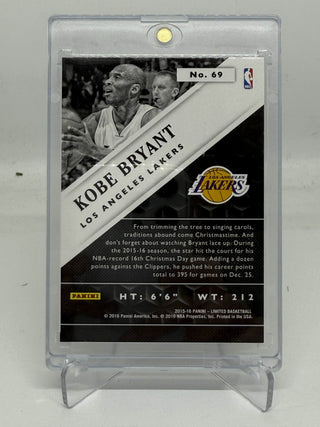 No. 69
NBA
KOBE BRYANT
LOS ANGELES LAKERS
LOS ANGELES
LAKERS
From trimming the tree to singing carols,
traditions abound come Christmastime. And
don't forget about watching Bryant lace up. During
the 2015-16 season, the star hit the court for his
NBA-record 16th Christmas Day game. Adding a dozen
points against the Clippers, he pushed his career point
total to 395 for games on Dec. 25.
PANINI
HT: 6'6" WT: 212
2015-16 PANINI - LIMITED BASKETBALL
© 2016 Panini America, Inc. © 2016 NBA Properties, Inc. Printed in the USA.